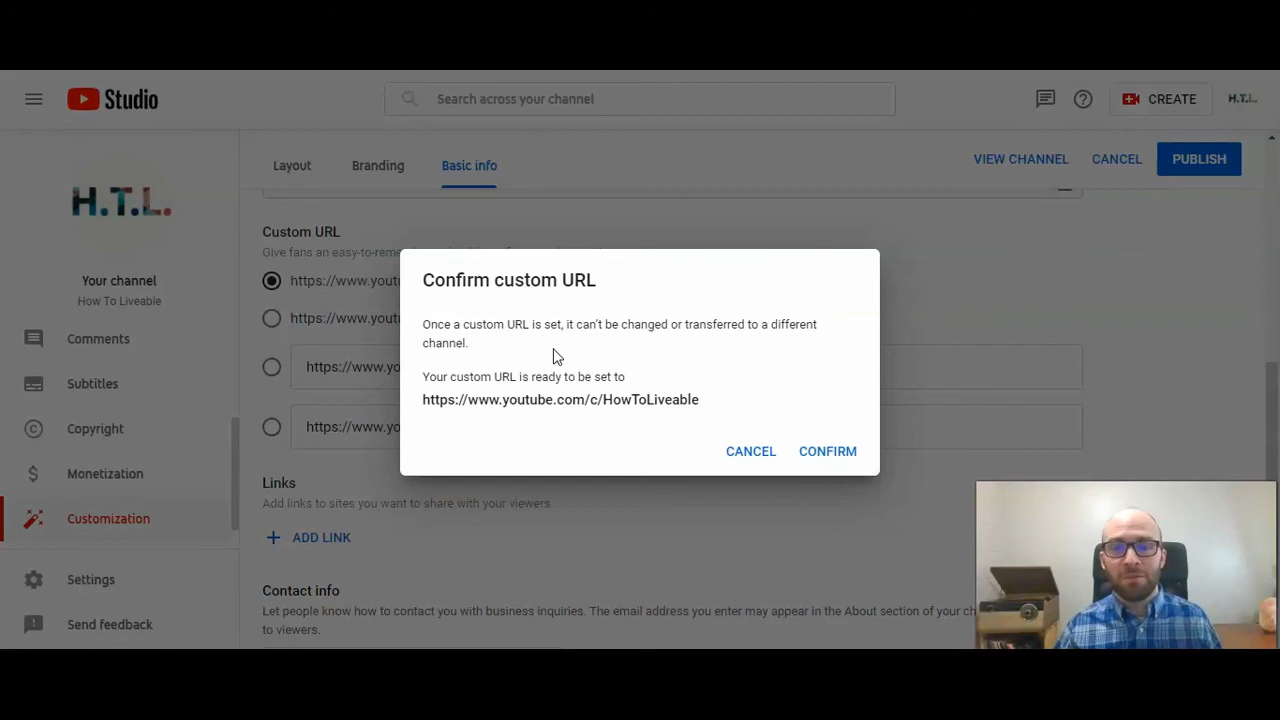 Studio
Search across your channel
CREATE
H.T.L.
H.T.L.
Your channel
How To Liveable
Comments
Subtitles
Copyright
Monetization
Customization
Settings
Send feedback
Layout
Branding
Basic info
VIEW CHANNEL
CANCEL
PUBLISH
Custom URL
Give fans an easy-to-reme
https://www.yout
https://www.yout
https://www.yo
https://www.yo
Confirm custom URL
Once a custom URL is set, it can't be changed or transferred to a different
channel.
Your custom URL is ready to be set to
https://www.youtube.com/c/HowToLiveable
CANCEL
CONFIRM
Links
Add links to sites you want to share with your viewers
+ ADD LINK
Contact info
Let people know how to contact you with business inquiries. The email address you enter may appear in the About section of your ch
to viewers.